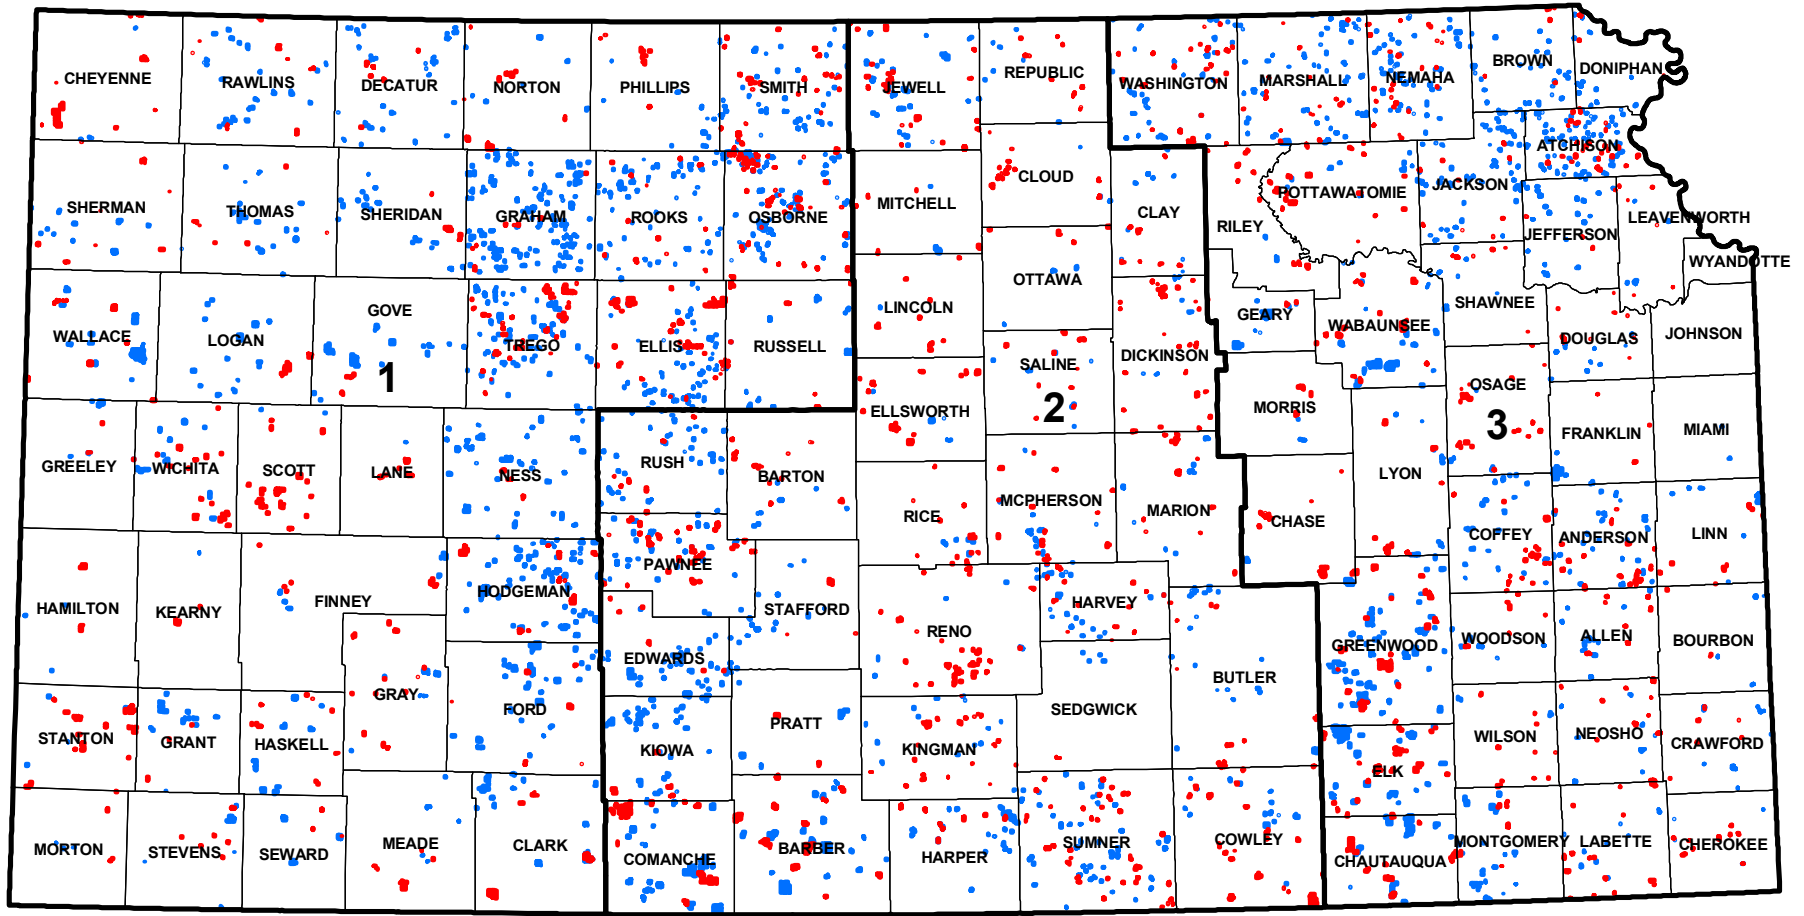 CHEYENNE
RAWLINS
DECATUR
NORTON
PHILLIPS
SMITH
JEWELL
REPUBLIC
WASHINGTON
MARSHALL
NEMAHA
BROWN
DONIPHAN
SHERMAN
THOMAS
SHERIDAN
GRAHAM
ROOKS
OSBORNE
MITCHELL
CLOUD
CLAY
RILEY
POTTAWATOMIE
JACKSON
ATCHISON
JEFFERSON
LEAVENWORTH
WYANDOTTE
WALLACE
LOGAN
GOVE
TREGO
ELLIS
RUSSELL
LINCOLN
OTTAWA
SALINE
DICKINSON
GEARY
WABAUNSEE
SHAWNEE
DOUGLAS
JOHNSON
1
2
3
GREELEY
WICHITA
SCOTT
LANE
NESS
RUSH
BARTON
ELLSWORTH
RICE
MCPHERSON
MARION
MORRIS
CHASE
LYON
OSAGE
FRANKLIN
MIAMI
HAMILTON
KEARNY
FINNEY
HODGEMAN
PAWNEE
STAFFORD
EDWARDS
RENO
HARVEY
BUTLER
GREENWOOD
COFFEY
ANDERSON
LINN
WOODSON
ALLEN
BOURBON
STANTON
GRANT
HASKELL
GRAY
FORD
KIOWA
PRATT
KINGMAN
SEDGWICK
ELK
WILSON
NEOSHO
CRAWFORD
MORTON
STEVENS
SEWARD
MEADE
CLARK
COMANCHE
BARBER
HARPER
SUMNER
COWLEY
CHAUTAUQUA
MONTGOMERY
LABETTE
CHEROKEE